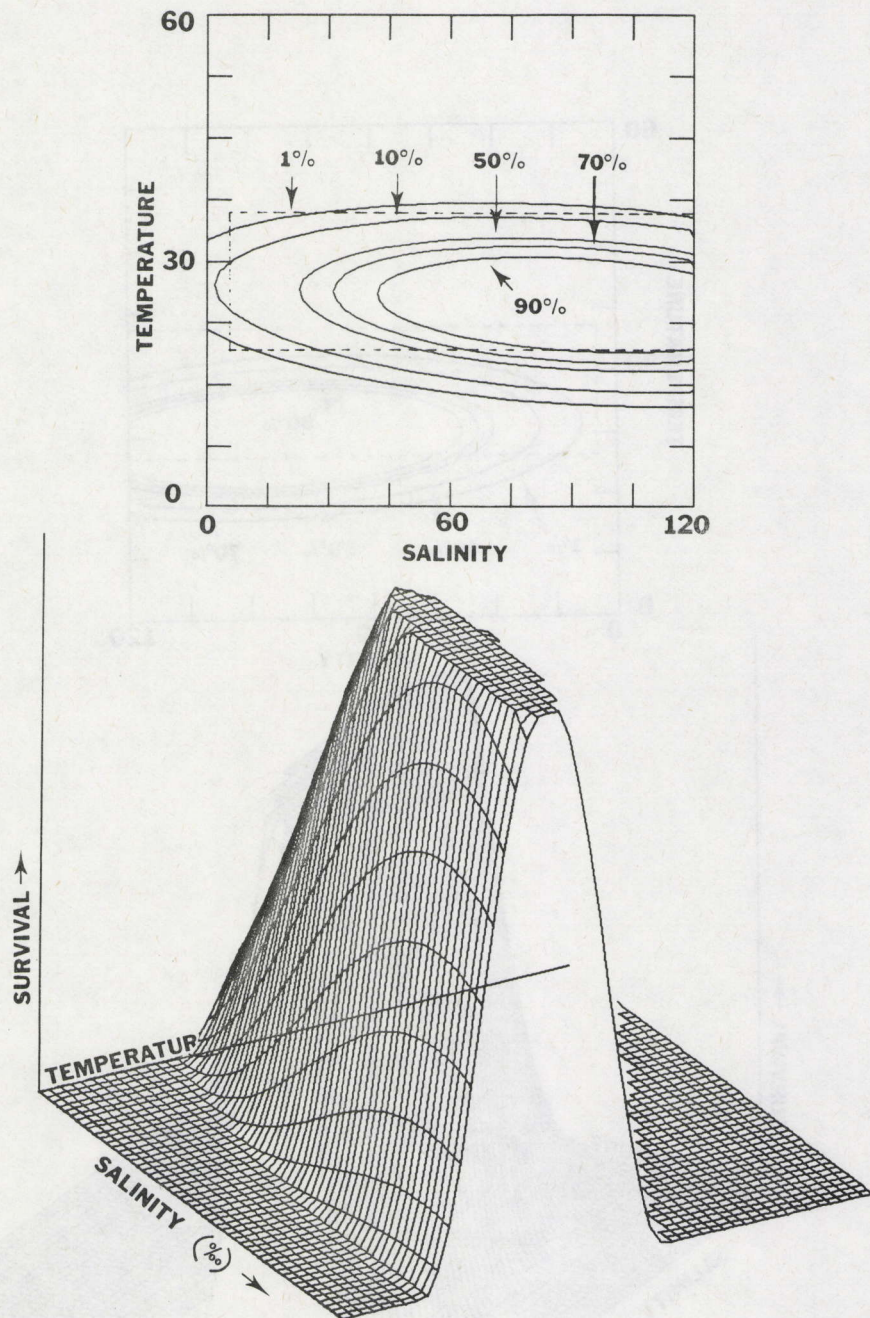 60
1% 10% 50% 70%
TEMPERATURE
30
90%
0
0 60 120
SALINITY
SURVIVAL →
TEMPERATUR
SALINITY (‰) →